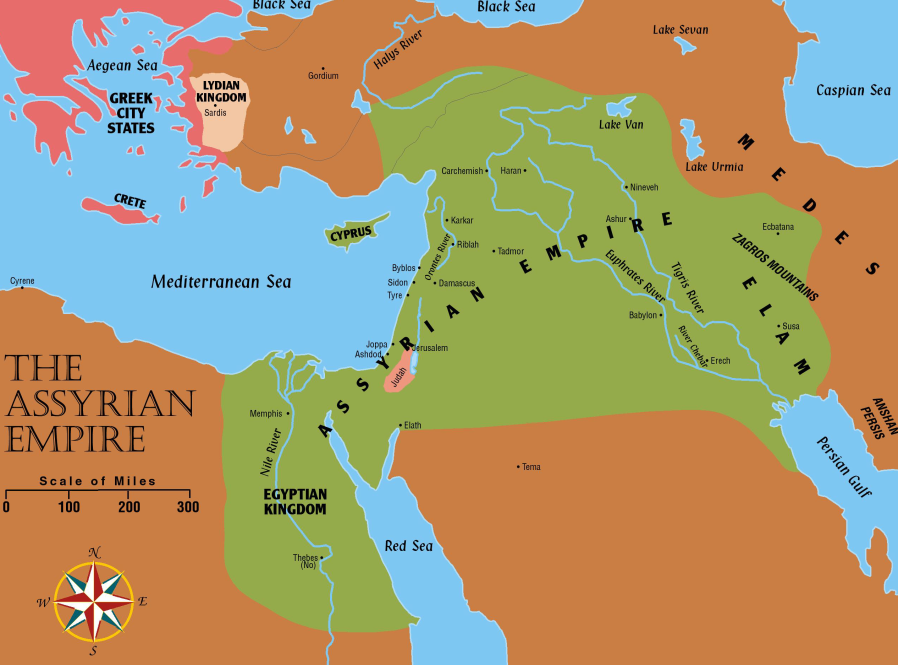 Black Sea
Black Sea
Lake Sevan
Aegean Sea
Halys River
Gordium
Caspian Sea
LYDIAN
KINGDOM
Sardis
GREEK
CITY
STATES
Lake Van
MEDES
Lake Urmia
Carchemish
Haran
Nineveh
CRETE
CYPRUS
Karkar
Ashur
Ecbatana
ZAGROS MOUNTAINS
Riblah
Orontes River
Tadmor
ASSYRIAN EMPIRE
Cyrene
Mediterranean Sea
Byblos
Sidon
Damascus
Tyre
Euphrates River
Tigris River
ELAM
Babylon
Susa
Joppa
Ashdod
Jerusalem
River Chebar
Erech
Judah
THE
ASSYRIAN
EMPIRE
Memphis
Elath
ANSHAN
PERSIS
Nile River
Tema
Persian Gulf
Scale of Miles
0 100 200 300
EGYPTIAN
KINGDOM
Red Sea
Thebes
(No)
N
W E
S